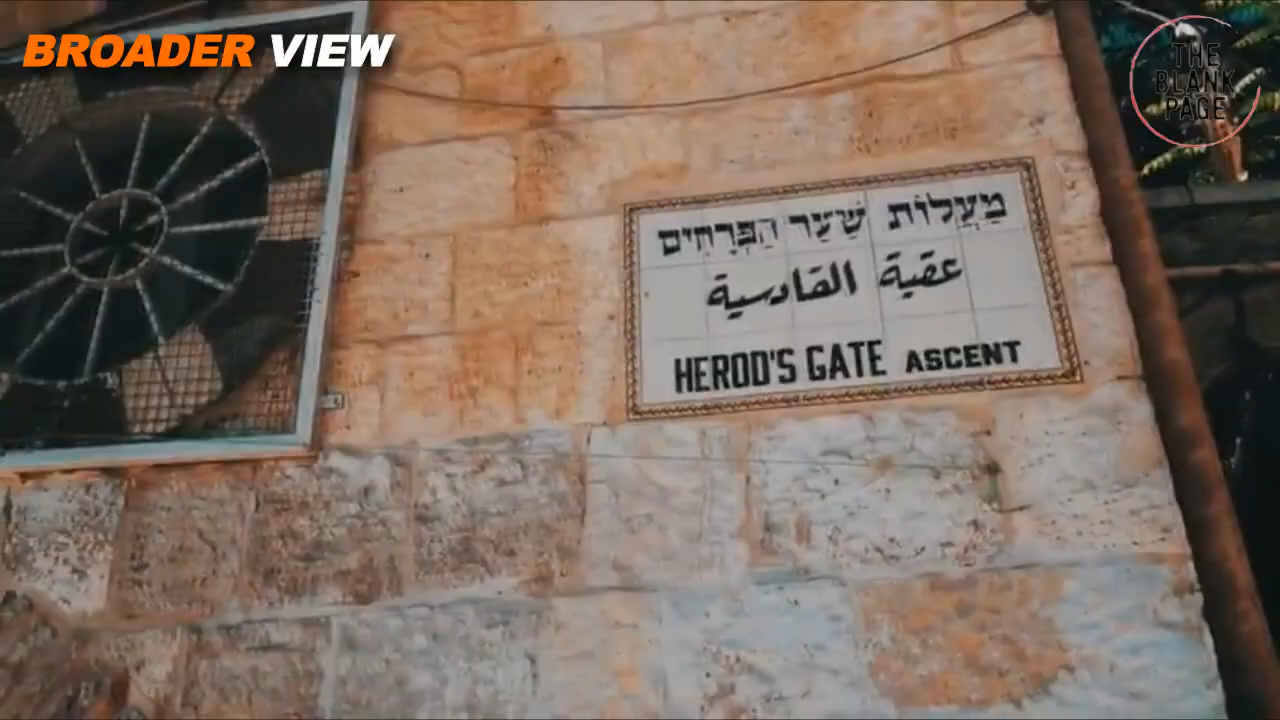 BROADER VIEW
THE
BLANK
PAGE
מַעֲלוֹת שַׁעַר הַפְּרָחִים
عقبة القادسية
HEROD'S GATE ASCENT